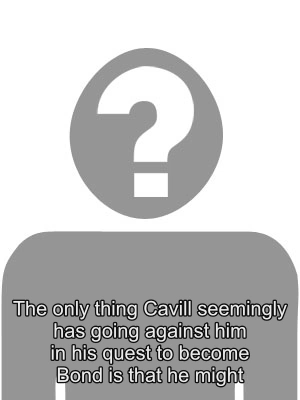 ?
The only thing Cavill seemingly
has going against him
in his quest to become
Bond is that he might